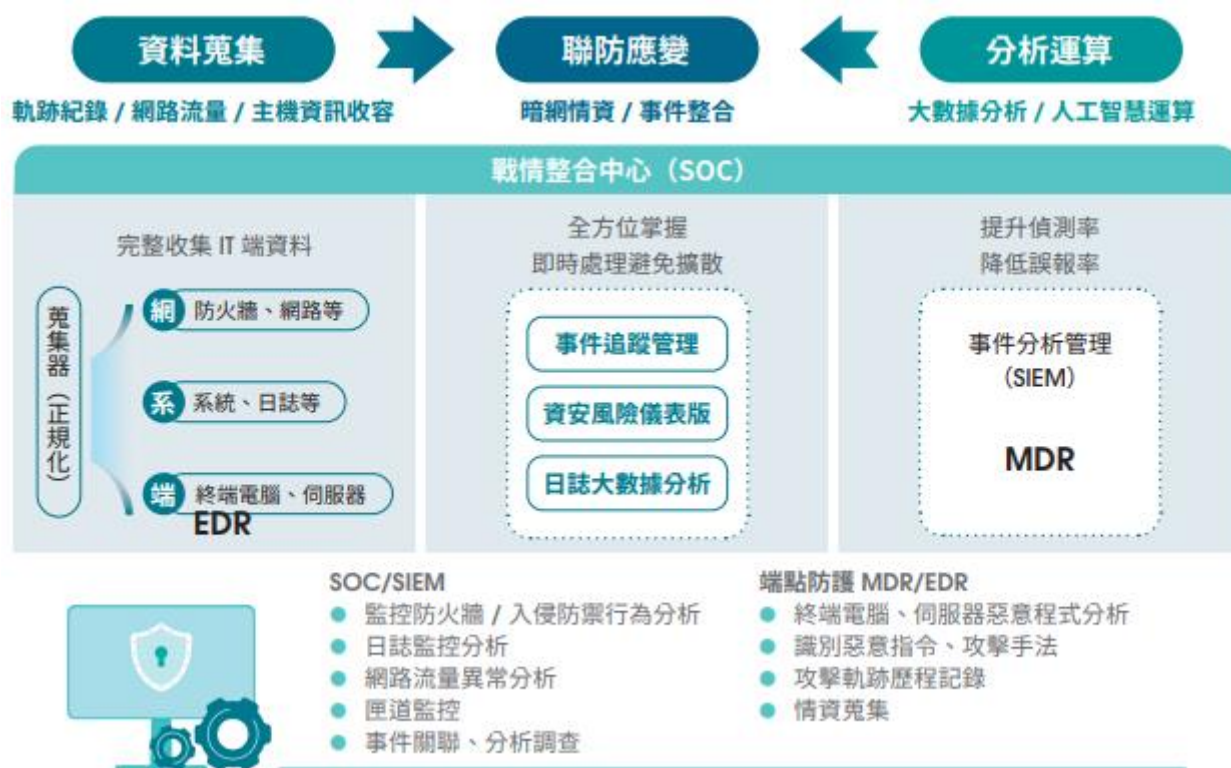 資料蒐集
聯防應變
分析運算
軌跡紀錄 / 網路流量 / 主機資訊收容
暗網情資 / 事件整合
大數據分析 / 人工智慧運算
戰情整合中心（SOC）
完整收集 IT 端資料
蒐集器（正規化）
網 防火牆、網路等
系 系統、日誌等
端 終端電腦、伺服器
EDR
全方位掌握
即時處理避免擴散
事件追蹤管理
資安風險儀表版
日誌大數據分析
提升偵測率
降低誤報率
事件分析管理
（SIEM）
MDR
SOC/SIEM
● 監控防火牆 / 入侵防禦行為分析
● 日誌監控分析
● 網路流量異常分析
● 匣道監控
● 事件關聯、分析調查
端點防護 MDR/EDR
● 終端電腦、伺服器惡意程式分析
● 識別惡意指令、攻擊手法
● 攻擊軌跡歷程記錄
● 情資蒐集